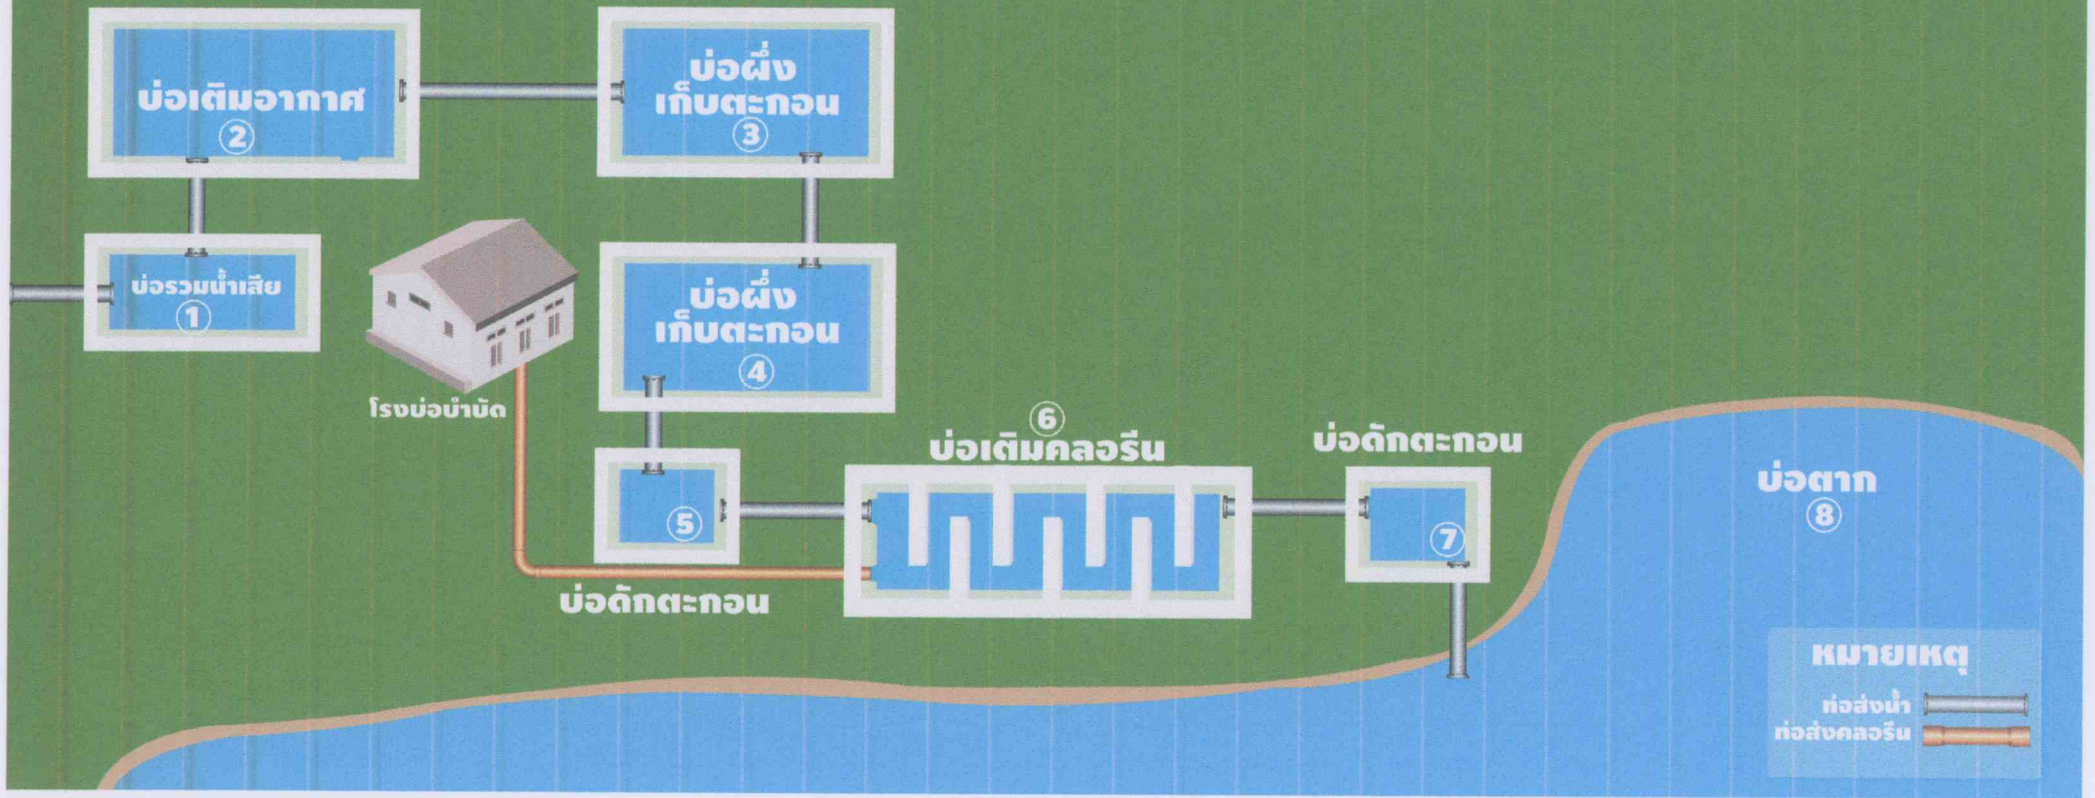 บ่อเติมอากาศ
2
บ่อผึ่ง
เก็บตะกอน
3
บ่อรวมน้ำเสีย
1
โรงบ่อบำบัด
บ่อผึ่ง
เก็บตะกอน
4
5
บ่อดักตะกอน
6
บ่อเติมคลอรีน
บ่อดักตะกอน
7
บ่อตาก
8
หมายเหตุ
ท่อส่งน้ำ
ท่อส่งคลอรีน